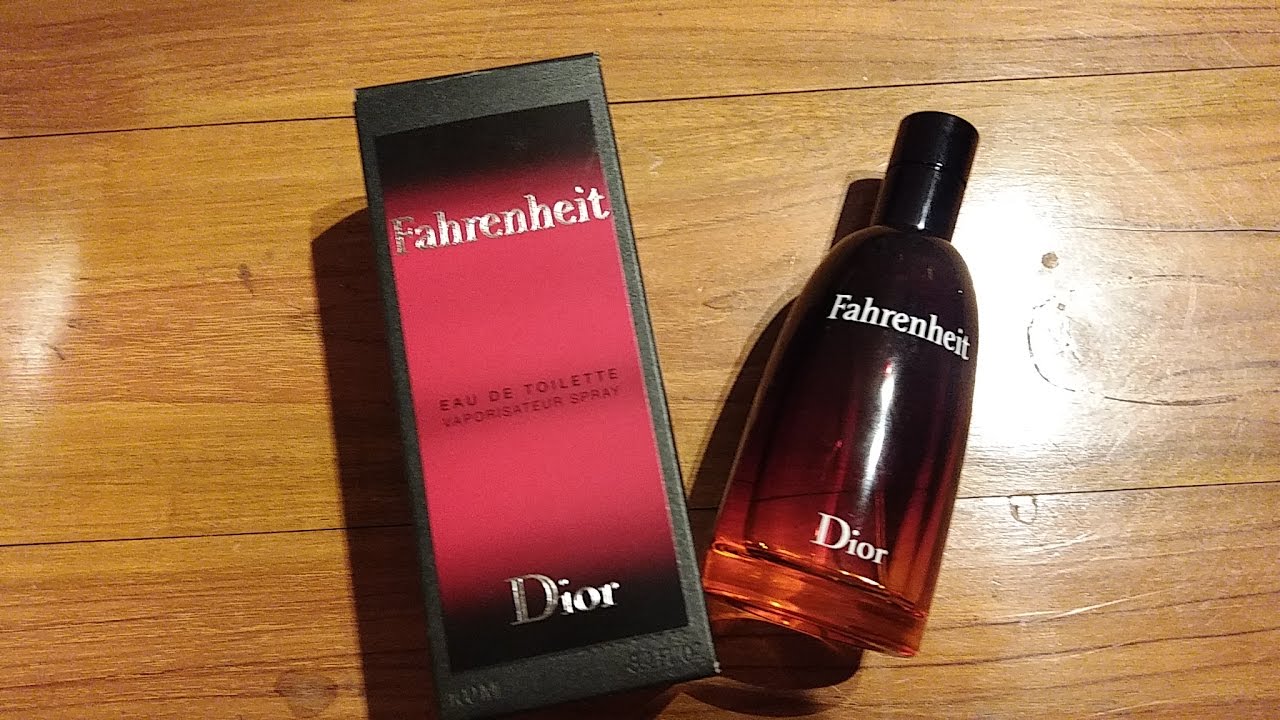 Fahrenheit
EAU DE TOILETTE
VAPORISATEUR SPRAY
Dior
Fahrenheit
Dior